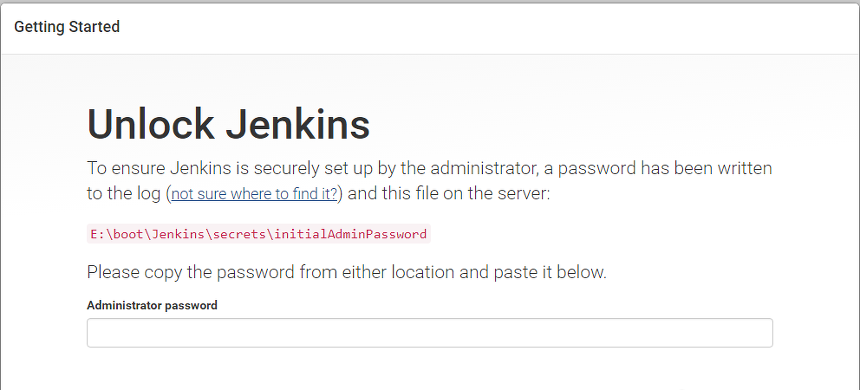 Getting Started
Unlock Jenkins
To ensure Jenkins is securely set up by the administrator, a password has been written
to the log (not sure where to find it?) and this file on the server:
E:\boot\Jenkins\secrets\initialAdminPassword
Please copy the password from either location and paste it below.
Administrator password